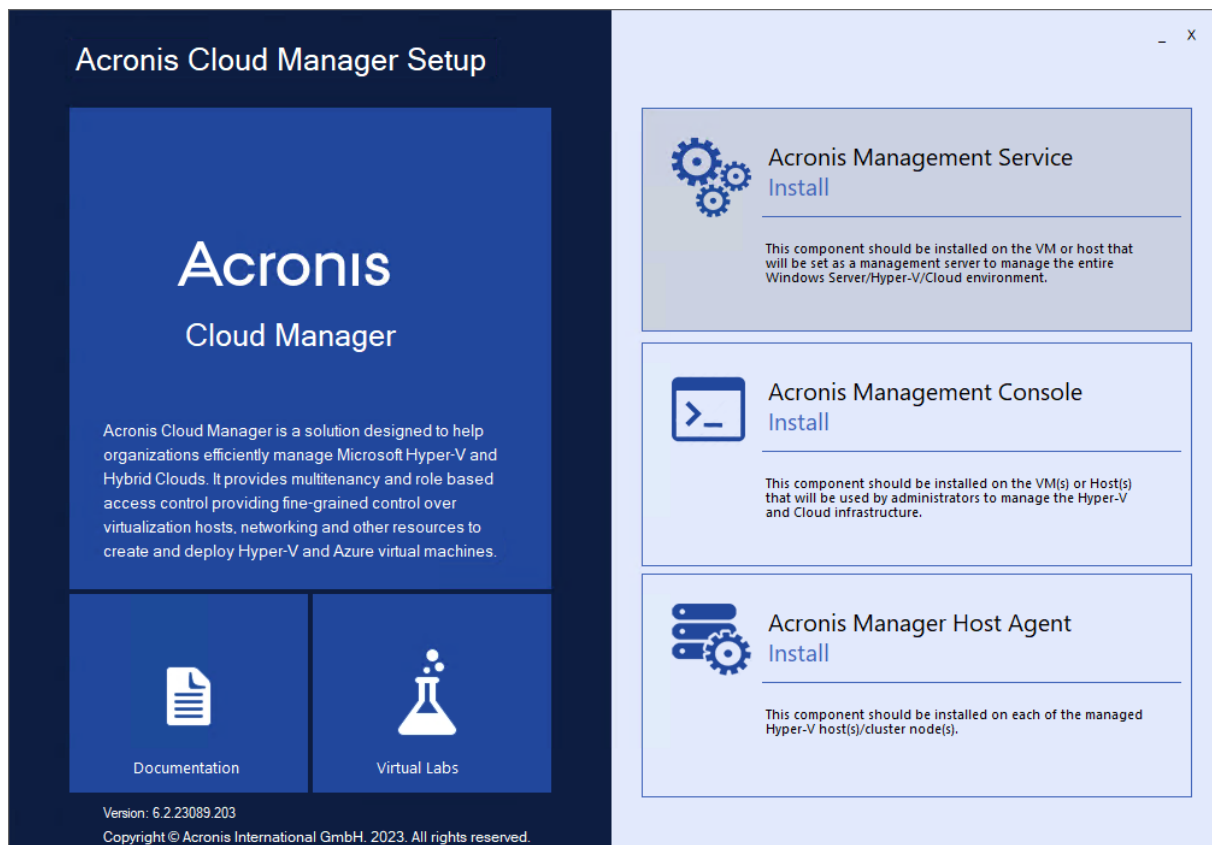 Acronis Cloud Manager Setup
_ X
Acronis
Cloud Manager
Acronis Cloud Manager is a solution designed to help
organizations efficiently manage Microsoft Hyper-V and
Hybrid Clouds. It provides multitenancy and role based
access control providing fine-grained control over
virtualization hosts, networking and other resources to
create and deploy Hyper-V and Azure virtual machines.
Documentation
Virtual Labs
Version: 6.2.23089.203
Copyright © Acronis International GmbH. 2023. All rights reserved.
Acronis Management Service
Install
This component should be installed on the VM or host that
will be set as a management server to manage the entire
Windows Server/Hyper-V/Cloud environment.
Acronis Management Console
Install
This component should be installed on the VM(s) or Host(s)
that will be used by administrators to manage the Hyper-V
and Cloud infrastructure.
Acronis Manager Host Agent
Install
This component should be installed on each of the managed
Hyper-V host(s)/cluster node(s).